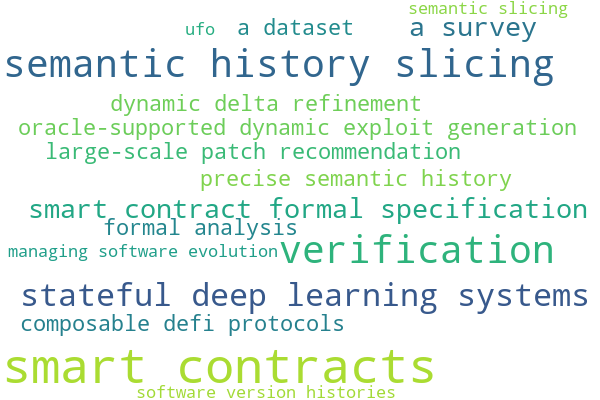 semantic slicing
ufo a dataset a survey
semantic history slicing
dynamic delta refinement
oracle-supported dynamic exploit generation
large-scale patch recommendation
precise semantic history
smart contract formal specification
formal analysis
managing software evolution verification
stateful deep learning systems
composable defi protocols
smart contracts
software version histories